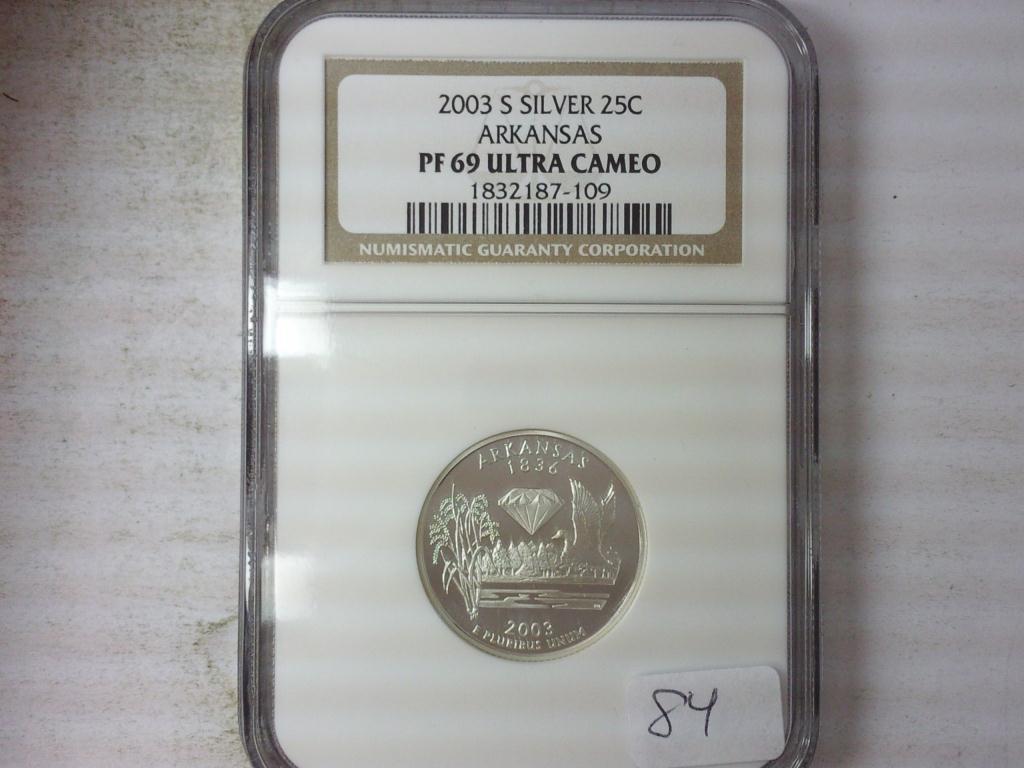 2003 S SILVER 25C
ARKANSAS
PF 69 ULTRA CAMEO
1832187-109
NUMISMATIC GUARANTY CORPORATION
ARKANSAS
1836
2003
E PLURIBUS UNUM
84